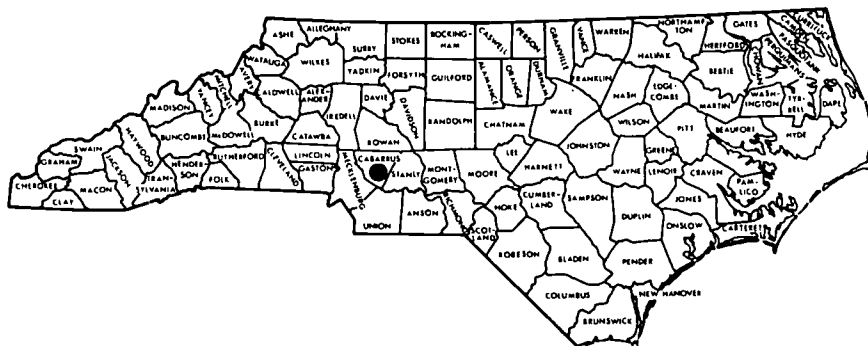 ASHE
ALLEGHANY
SURRY
STOKES
ROCKING-
HAM
CASWELL
PERSON
GRANVILLE
VANCE
WARREN
NORTHAMP
TON
GATES
HERTFORD
CURRITUCK
CAMDEN
PASQUOTANK
PERQUIMANS
CHOWAN
WATAUGA
WILKES
YADKIN
FORSYTH
GUILFORD
ALAMANCE
ORANGE
DURHAM
FRANKLIN
HALIFAX
BERTIE
MITCHELL
AVERY
YANCEY
MADISON
CALDWELL
ALEX-
ANDER
IREDELL
DAVIE
DAVIDSON
RANDOLPH
CHATHAM
WAKE
NASH
EDGE-
COMBE
MARTIN
WASH-
INGTON
TYR
RELL
DARE
BUNCOMBE
McDOWELL
BURKE
CATAWBA
ROWAN
JOHNSTON
WILSON
PITT
BEAUFORT
HYDE
SWAIN
HAYWOOD
GRAHAM
JACKSON
HENDER-
SON
RUTHERFORD
CLEVELAND
LINCOLN
GASTON
MECKLENBURG
CABARRUS
STANLY
MONT-
GOMERY
MOORE
LEE
HARNETT
WAYNE
GREEN
LENOIR
CRAVEN
PAM-
LICO
CHEROKEE
CLAY
MACON
TRAN-
SYLVANIA
POLK
UNION
ANSON
RICHMOND
SCOT-
LAND
HOKE
CUMBER-
LAND
SAMPSON
DUPLIN
JONES
ONSLOW
CARTERET
ROBESON
BLADEN
PENDER
COLUMBUS
NEW HANOVER
BRUNSWICK